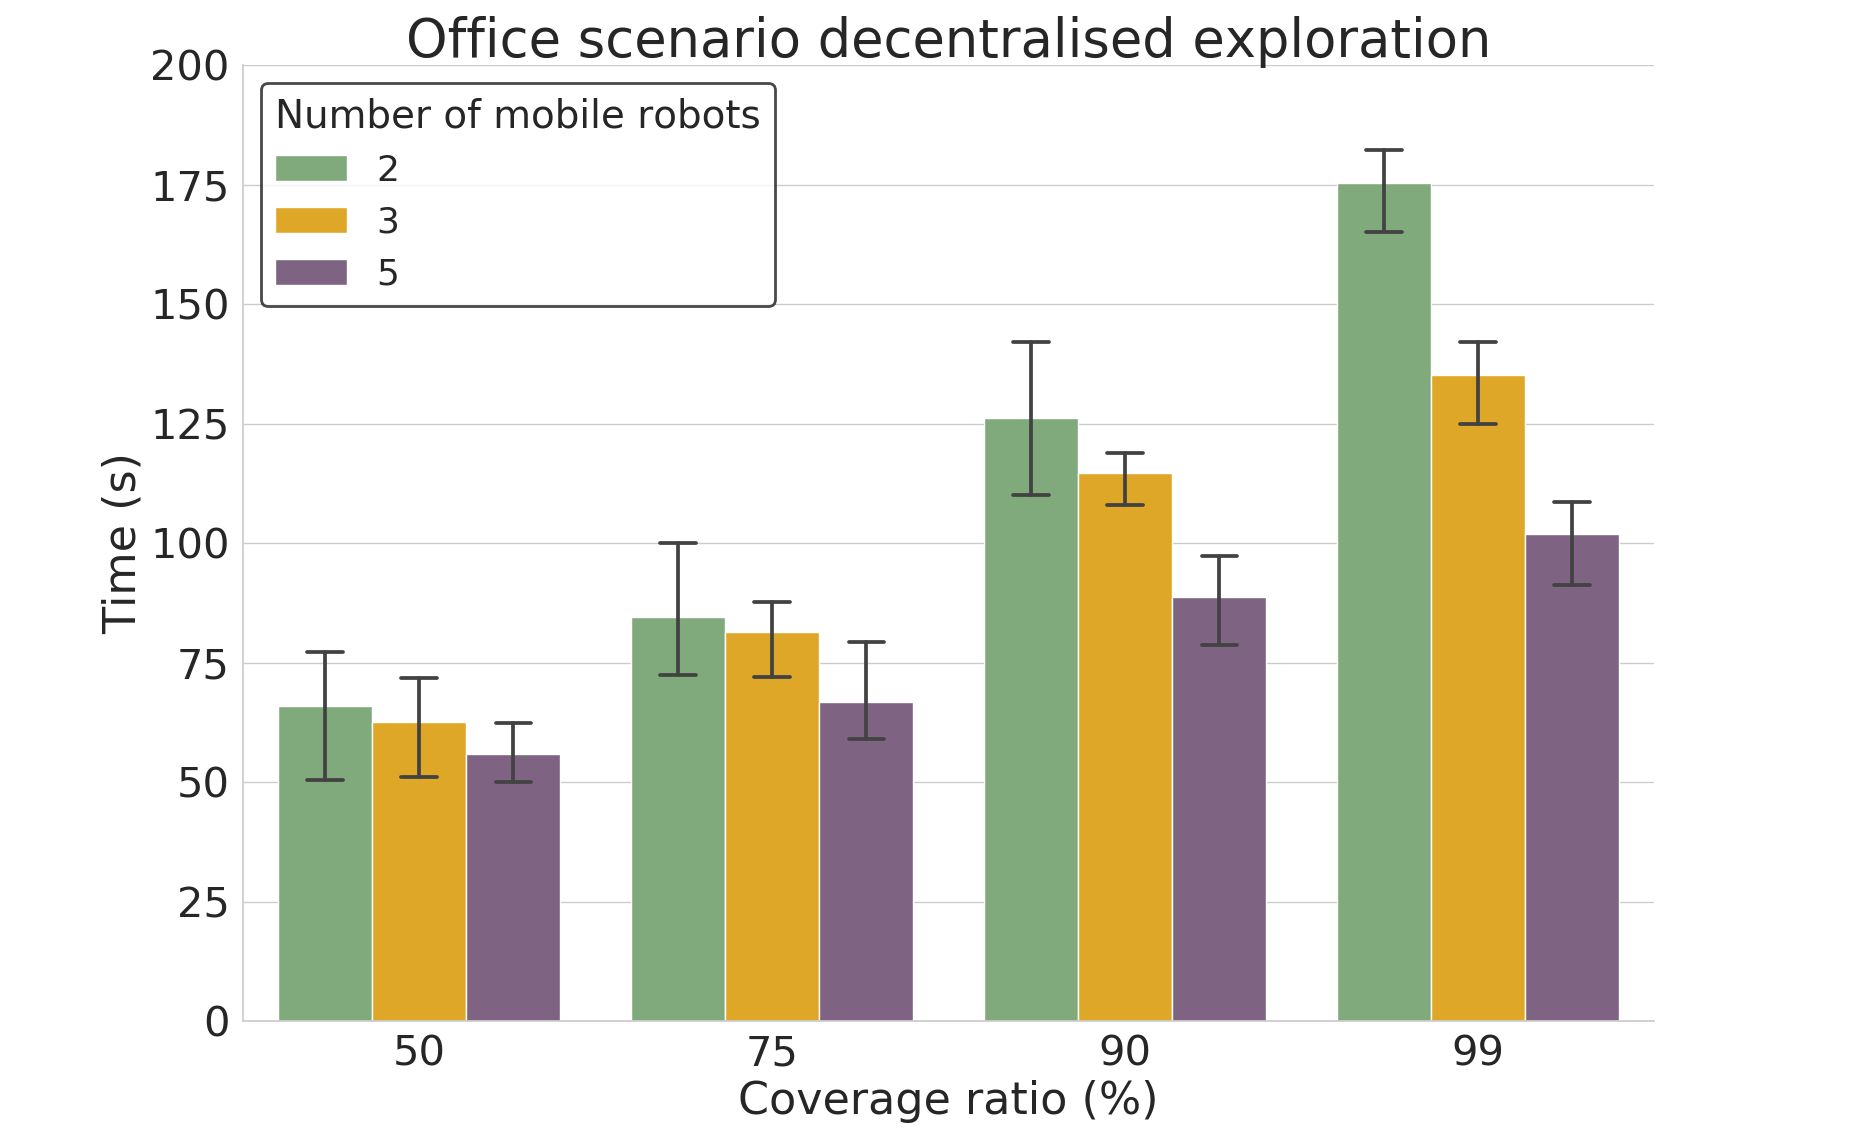 Office scenario decentralised exploration
Number of mobile robots
2
3
5
200
175
150
125
100
75
50
25
0
Time (s)
50 75 90 99
Coverage ratio (%)